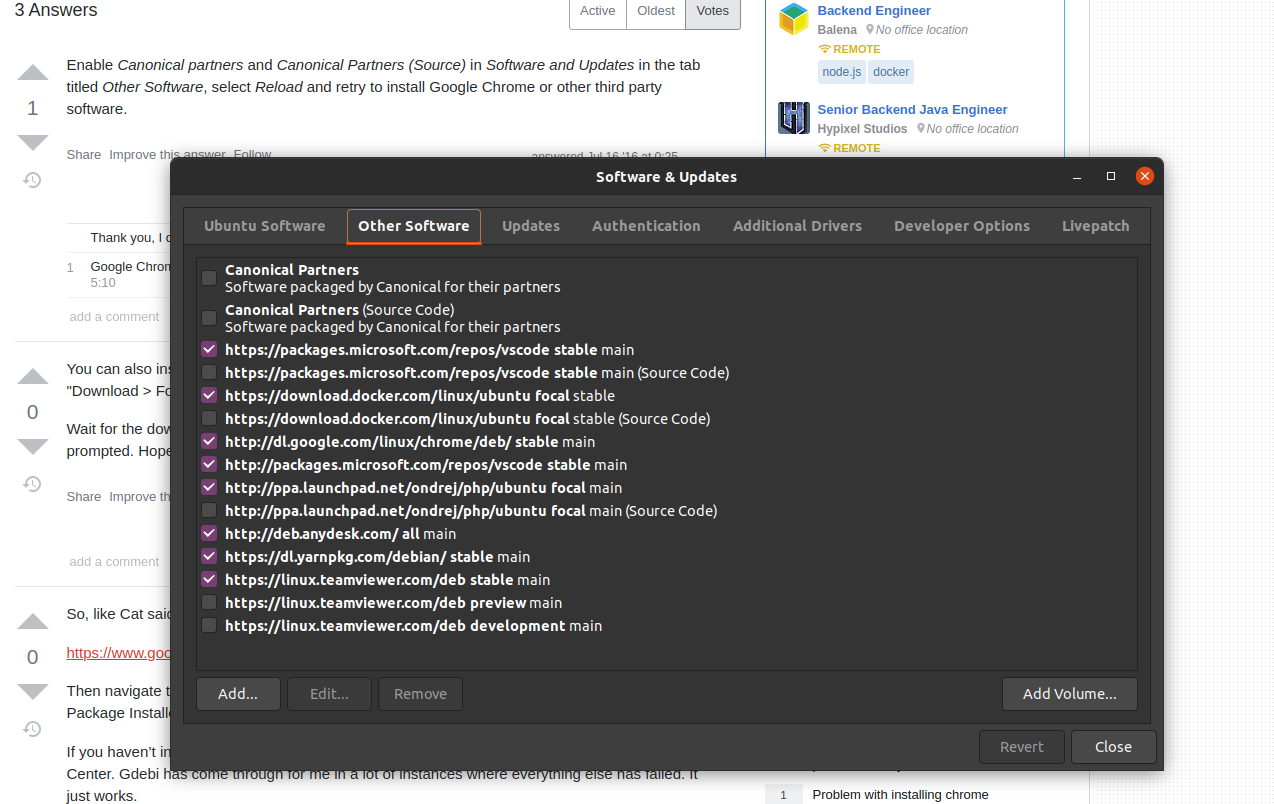 3 Answers
Active Oldest Votes
1
Enable Canonical partners and Canonical Partners (Source) in Software and Updates in the tab
titled Other Software, select Reload and retry to install Google Chrome or other third party
software.
Share Improve this answer Follow
answered Jul 16 '16 at 0:25
Thank you, I
1 Google Chrom
5:10
add a comment
0
You can also ins
"Download > Fo
Wait for the dow
prompted. Hope
Share Improve th
add a comment
0
So, like Cat said
https://www.goo
Then navigate t
Package Installe
If you haven't in
Center. Gdebi has come through for me in a lot of instances where everything else has failed. It
just works.
Backend Engineer
Balena No office location
REMOTE
node.js docker
Senior Backend Java Engineer
Hypixel Studios No office location
REMOTE
Software & Updates
Ubuntu Software Other Software Updates Authentication Additional Drivers Developer Options Livepatch
Canonical Partners
Software packaged by Canonical for their partners
Canonical Partners (Source Code)
Software packaged by Canonical for their partners
https://packages.microsoft.com/repos/vscode stable main
https://packages.microsoft.com/repos/vscode stable main (Source Code)
https://download.docker.com/linux/ubuntu focal stable
https://download.docker.com/linux/ubuntu focal stable (Source Code)
http://dl.google.com/linux/chrome/deb/ stable main
http://packages.microsoft.com/repos/vscode stable main
http://ppa.launchpad.net/ondrej/php/ubuntu focal main
http://ppa.launchpad.net/ondrej/php/ubuntu focal main (Source Code)
http://deb.anydesk.com/ all main
https://dl.yarnpkg.com/debian/ stable main
https://linux.teamviewer.com/deb stable main
https://linux.teamviewer.com/deb preview main
https://linux.teamviewer.com/deb development main
Add... Edit... Remove Add Volume...
Revert Close
1 Problem with installing chrome